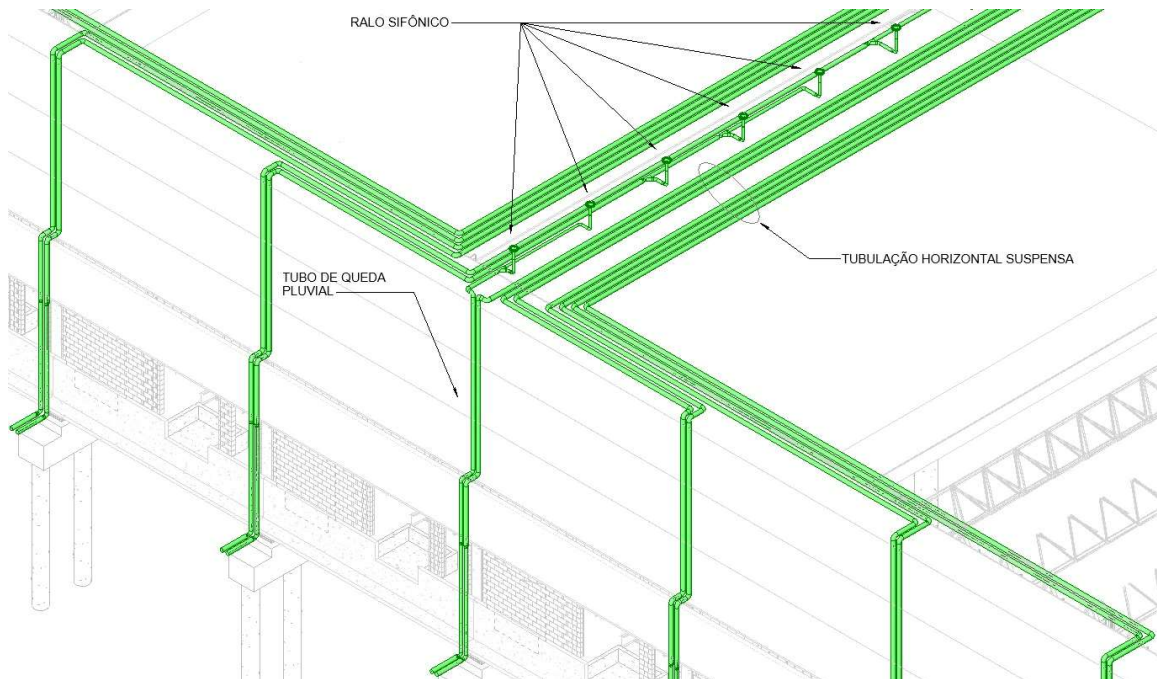 RALO SIFÔNICO
TUBULAÇÃO HORIZONTAL SUSPENSA
TUBO DE QUEDA
PLUVIAL